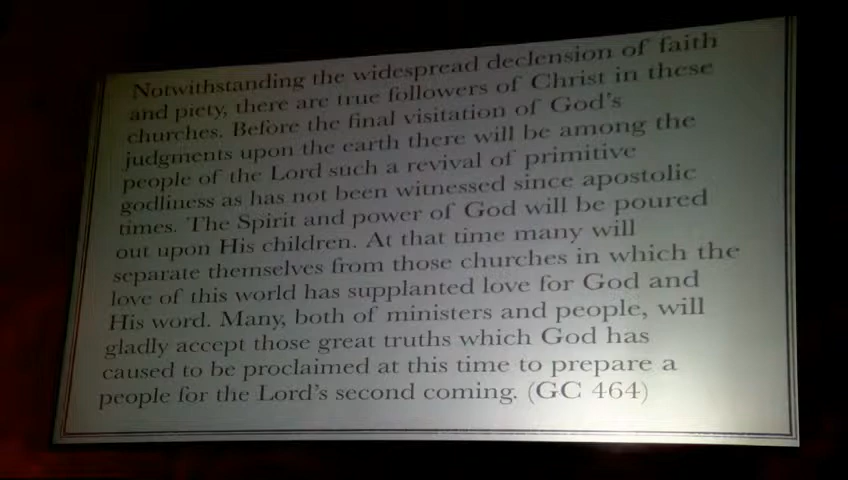 Notwithstanding the widespread declension of faith
and piety, there are true followers of Christ in these
churches. Before the final visitation of God's
judgments upon the earth there will be among the
people of the Lord such a revival of primitive
godliness as has not been witnessed since apostolic
times. The Spirit and power of God will be poured
out upon His children. At that time many will
separate themselves from those churches in which the
love of this world has supplanted love for God and
His word. Many, both of ministers and people, will
gladly accept those great truths which God has
caused to be proclaimed at this time to prepare a
people for the Lord's second coming. (GC 464)